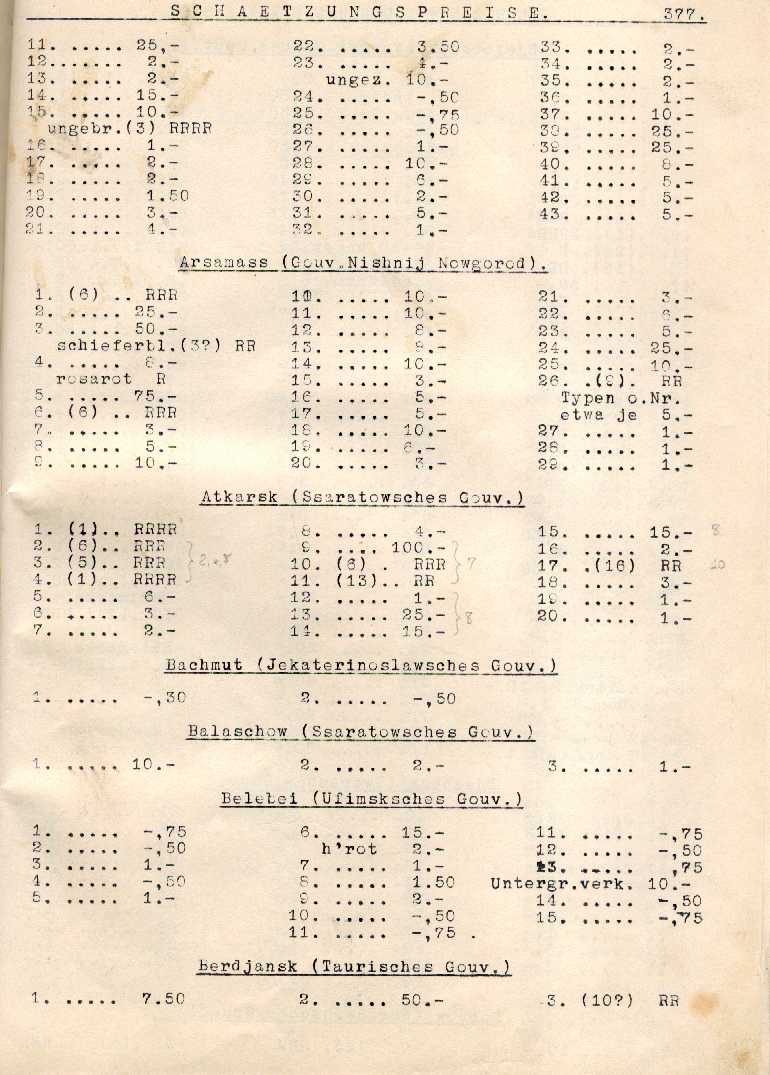 SCHAETZUNGSPREISE. 377.
11. ..... 25,-
12....... 2.-
13. ..... 2.-
14. ..... 15.-
15. ..... 10.-
ungebr.(3) RRRR
16. ..... 1.-
17. ..... 2.-
18. ..... 2.-
19. ..... 1.50
20. ..... 3.-
21. ..... 4.-
22. ..... 3.50
23. ..... 4.-
ungez. 10.-
24. ..... -,50
25. ..... -,75
26. ..... -,50
27. ..... 1.-
28. ..... 10.-
29. ..... 6.-
30. ..... 2.-
31. ..... 5.-
32. ..... 1.-
33. ..... 2.-
34. ..... 2.-
35. ..... 2.-
36. ..... 1.-
37. ..... 10.-
39. ..... 25.-
39. ..... 25.-
40. ..... 8.-
41. ..... 5.-
42. ..... 5.-
43. ..... 5.-
Arsamass (Gouv.Nishnij Nowgorod).
1. (6) .. RRR
2. ..... 25.-
3. ..... 50.-
schieferbl.(3?) RR
4. ..... 8.-
rosarot R
5. ..... 75.-
6. (6) .. RRR
7. ..... 3.-
8. ..... 5.-
9. ..... 10.-
10. ..... 10.-
11. ..... 10.-
12. ..... 8.-
13. ..... 9.-
14. ..... 10.-
15. ..... 3.-
16. ..... 5.-
17. ..... 5.-
18. ..... 10.-
19. ..... 6.-
20. ..... 3.-
21. ..... 3.-
22. ..... 6.-
23. ..... 5.-
24. ..... 25.-
25. ..... 10.-
26. .(9). RR
Typen o.Nr.
etwa je 5.-
27. ..... 1.-
28. ..... 1.-
29. ..... 1.-
Atkarsk (Ssaratowsches Gouv.)
1. (1).. RRRR
2. (6).. RRR
3. (5).. RRR
4. (1).. RRRR
5. ..... 6.-
6. ..... 3.-
7. ..... 2.-
8. ..... 4.-
9. .... 100.-
10. (6) . RRR 7
11. (13).. RR
12. ..... 1.-
13. ..... 25.- 8
14. ..... 15.-
15. ..... 15.- 8
16. ..... 2.-
17. .(16) RR 10
18. ..... 3.-
19. ..... 1.-
20. ..... 1.-
Bachmut (Jekaterinoslawsches Gouv.)
1. ..... -,30 2. ..... -,50
Balaschow (Ssaratowsches Gouv.)
1. ..... 10.- 2. ..... 2.- 3. ..... 1.-
Belebei (Ufimsksches Gouv.)
1. ..... -,75
2. ..... -,50
3. ..... 1.-
4. ..... -,50
5. ..... 1.-
6. ..... 15.-
h'rot 2.-
7. ..... 1.-
8. ..... 1.50
9. ..... 2.-
10. ..... -,50
11. ..... -,75 .
11. ..... -,75
12. ..... -,50
13. ..... ,75
Untergr.verk. 10.-
14. ..... -,50
15. ..... -,75
Berdjansk (Taurisches Gouv.)
1. ..... 7.50 2. ..... 50.- 3. (10?) RR